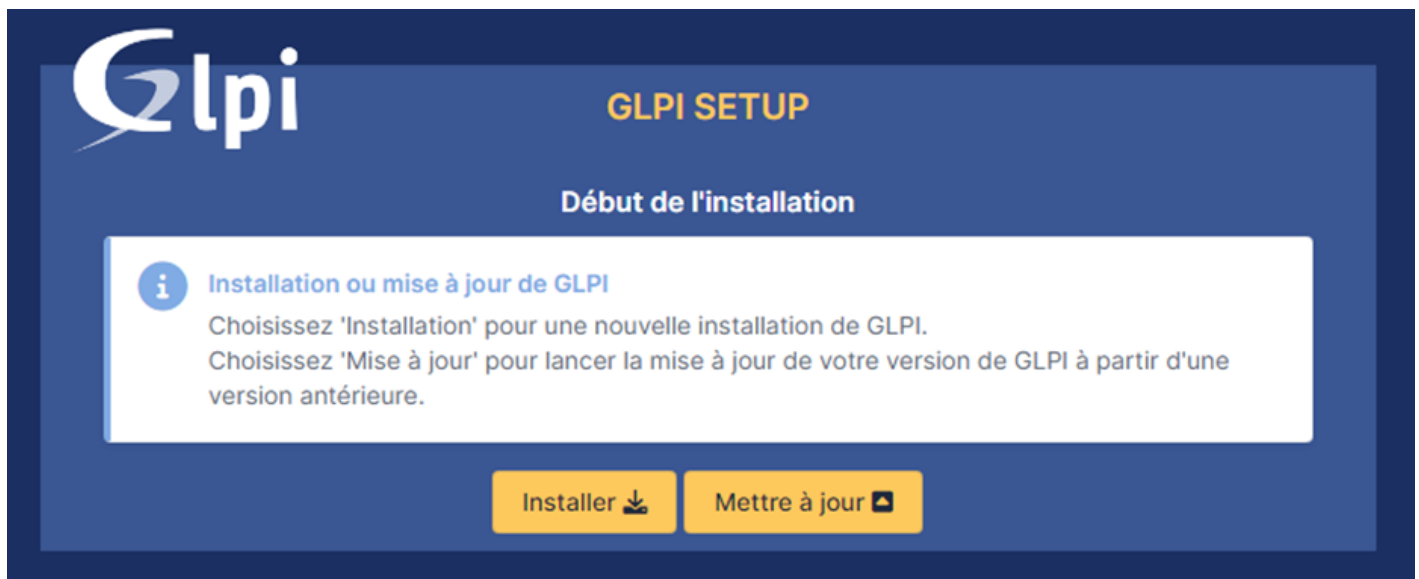 Glpi
GLPI SETUP
Début de l'installation
Installation ou mise à jour de GLPI
Choisissez 'Installation' pour une nouvelle installation de GLPI.
Choisissez 'Mise à jour' pour lancer la mise à jour de votre version de GLPI à partir d'une
version antérieure.
Installer
Mettre à jour